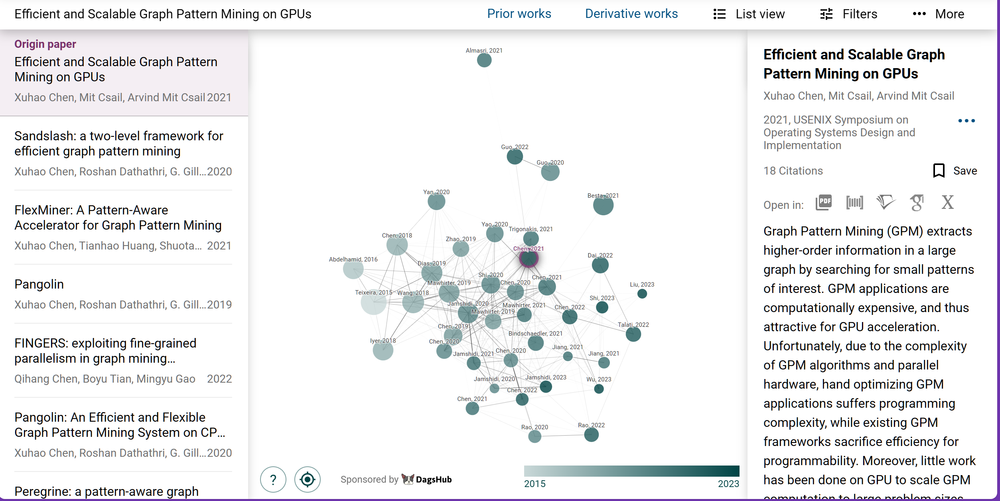 Efficient and Scalable Graph Pattern Mining on GPUs
Prior works
Derivative works
List view
Filters
More
Origin paper
Efficient and Scalable Graph Pattern
Mining on GPUs
Xuhao Chen, Mit Csail, Arvind Mit Csail 2021
Sandslash: a two-level framework for
efficient graph pattern mining
Xuhao Chen, Roshan Dathathri, G. Gill... 2020
FlexMiner: A Pattern-Aware
Accelerator for Graph Pattern Mining
Xuhao Chen, Tianhao Huang, Shuota... 2021
Pangolin
Xuhao Chen, Roshan Dathathri, G. Gill... 2019
FINGERS: exploiting fine-grained
parallelism in graph mining...
Qihang Chen, Boyu Tian, Mingyu Gao 2022
Pangolin: An Efficient and Flexible
Graph Pattern Mining System on CP...
Xuhao Chen, Roshan Dathathri, G. Gill... 2020
Peregrine: a pattern-aware graph
Almasri, 2021
Guo, 2022
Guo, 2020
Yan, 2020
Besta, 2021
Yao, 2020
Trigonakis, 2021
Chen, 2018
Zhao, 2019
Chen, 2021
Dai, 2022
Abdelhamid, 2016
Dias, 2019
Shi, 2020
Chen, 2021
Mawhirter, 2019
Chen, 2020
Liu, 2023
Teixeira, 2015
Wang, 2018
Shi, 2023
Jamshidi, 2020
Mawhirter, 2021
Chen, 2022
Mawhirter, 2019
Chen, 2019
Talati, 2022
Bindschaedler, 2021
Iyer, 2018
Chen, 2020
Jiang, 2021
Jamshidi, 2021
Chen, 2020
Jiang, 2021
Jamshidi, 2020
Jamshidi, 2023
Wu, 2023
Chen, 2022
Chen, 2021
Rao, 2020
Rao, 2022
?
Sponsored by DagsHub
2015
2023
Efficient and Scalable Graph
Pattern Mining on GPUs
Xuhao Chen, Mit Csail, Arvind Mit Csail
2021, USENIX Symposium on
Operating Systems Design and
Implementation
18 Citations
Save
Open in:
PDF
g
X
Graph Pattern Mining (GPM) extracts
higher-order information in a large
graph by searching for small patterns
of interest. GPM applications are
computationally expensive, and thus
attractive for GPU acceleration.
Unfortunately, due to the complexity
of GPM algorithms and parallel
hardware, hand optimizing GPM
applications suffers programming
complexity, while existing GPM
frameworks sacrifice efficiency for
programmability. Moreover, little work
has been done on GPU to scale GPM
computation to large problem sizes.